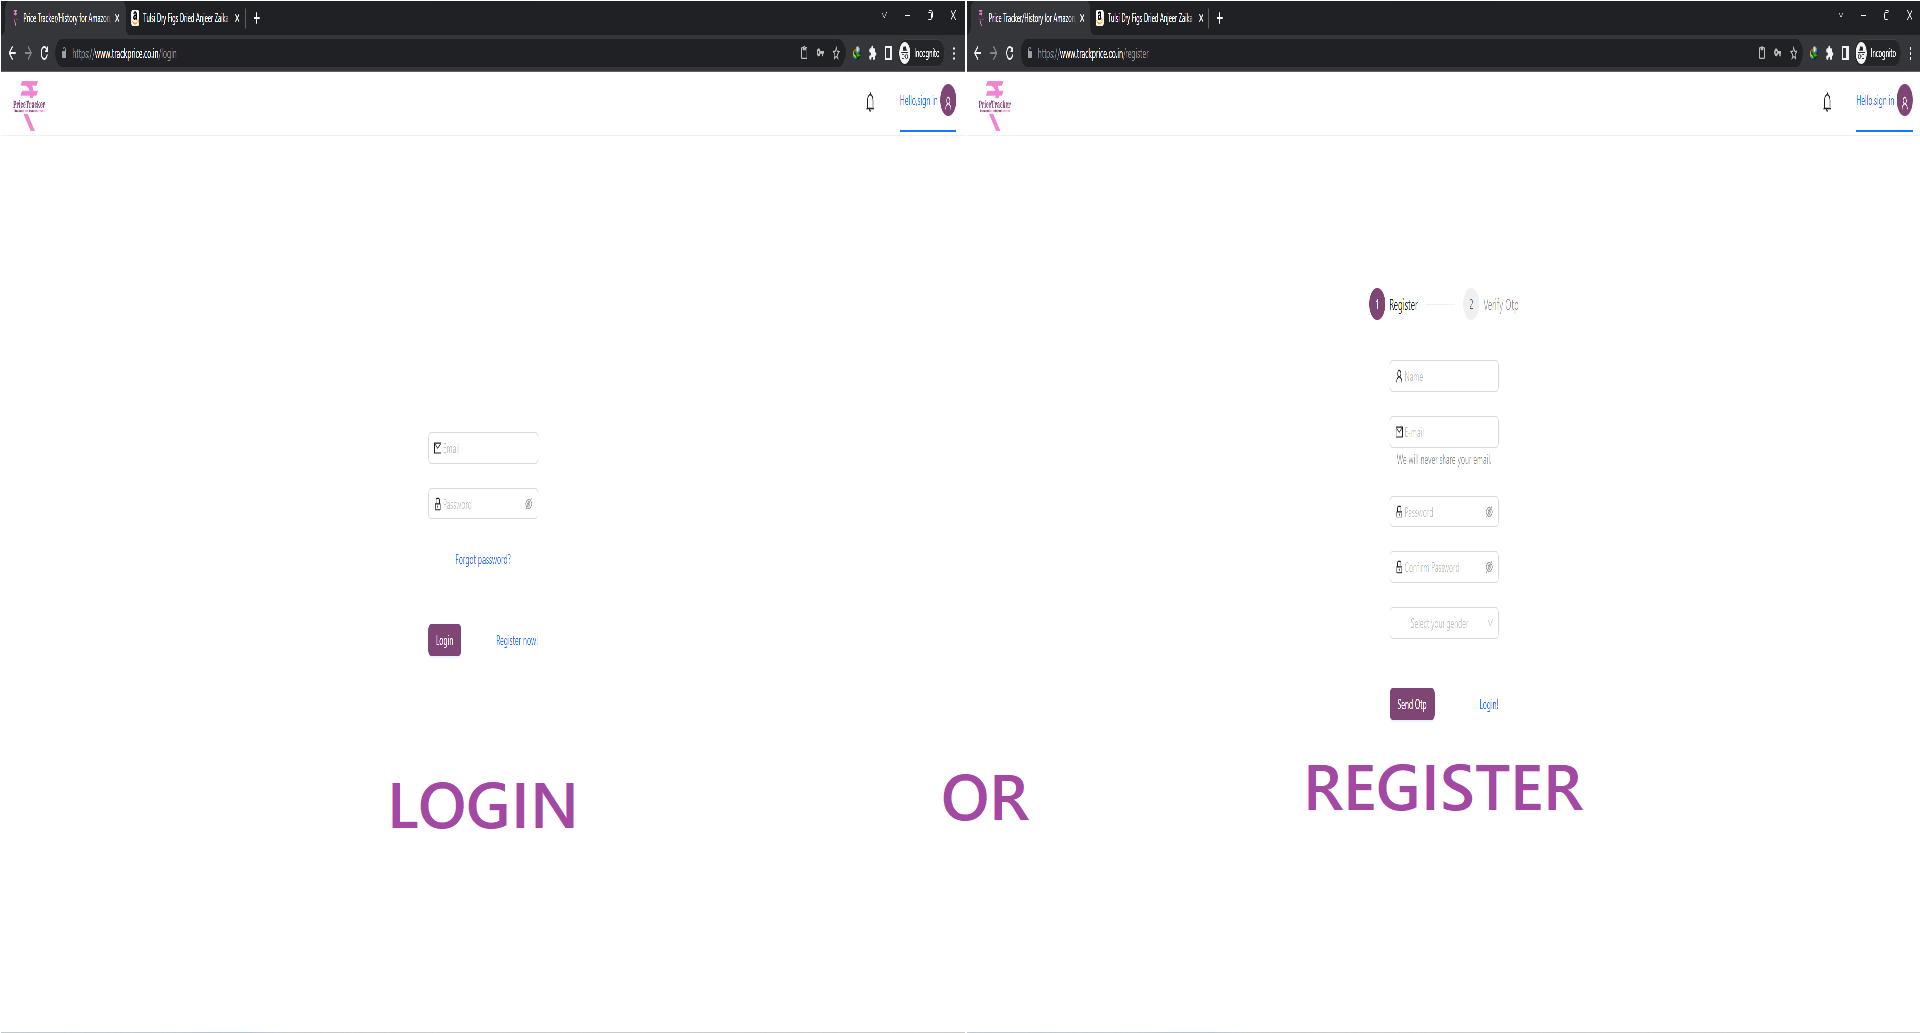 Price Tracker/History for Amazon
Tulsi Dry Figs Dried Anjeer Zaika
https://www.trackprice.co.in/login
Incognito
PriceTracker
Hello,sign in
Email
Password
Forgot password?
Login
Register now
LOGIN
OR
Price Tracker/History for Amazon
Tulsi Dry Figs Dried Anjeer Zaika
https://www.trackprice.co.in/register
Incognito
PriceTracker
Hello,sign in
1 Register
2 Verify Otp
Name
E-mail
We will never share your email.
Password
Confirm Password
Select your gender
Send Otp
Login!
REGISTER